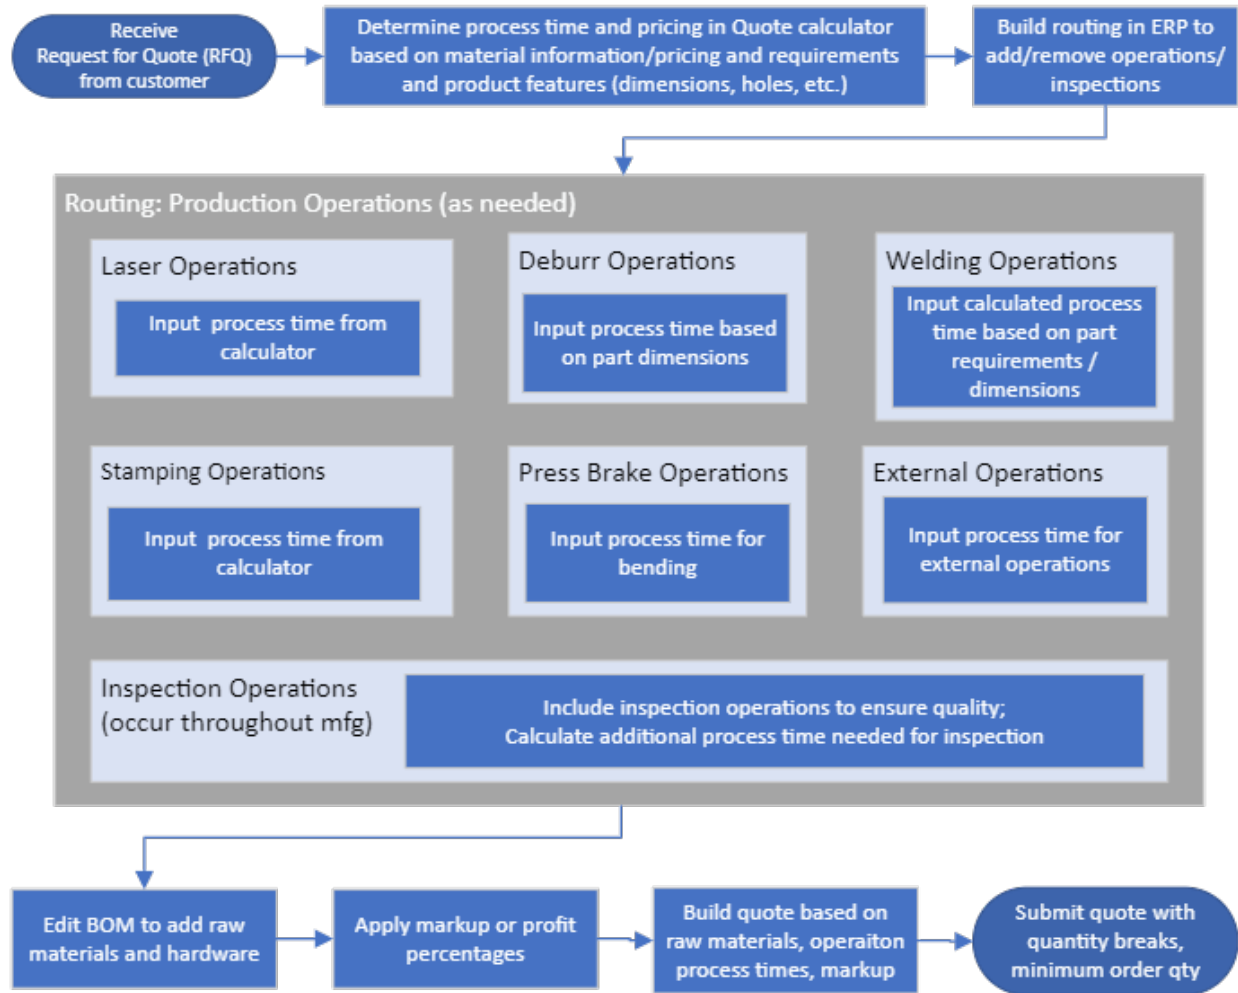 Receive
Request for Quote (RFQ)
from customer
Determine process time and pricing in Quote calculator
based on material information/pricing and requirements
and product features (dimensions, holes, etc.)
Build routing in ERP to
add/remove operations/
inspections
Routing: Production Operations (as needed)
Laser Operations
Input process time from
calculator
Deburr Operations
Input process time based
on part dimensions
Welding Operations
Input calculated process
time based on part
requirements /
dimensions
Stamping Operations
Input process time from
calculator
Press Brake Operations
Input process time for
bending
External Operations
Input process time for
external operations
Inspection Operations
(occur throughout mfg)
Include inspection operations to ensure quality;
Calculate additional process time needed for inspection
Edit BOM to add raw
materials and hardware
Apply markup or profit
percentages
Build quote based on
raw materials, operaiton
process times, markup
Submit quote with
quantity breaks,
minimum order qty